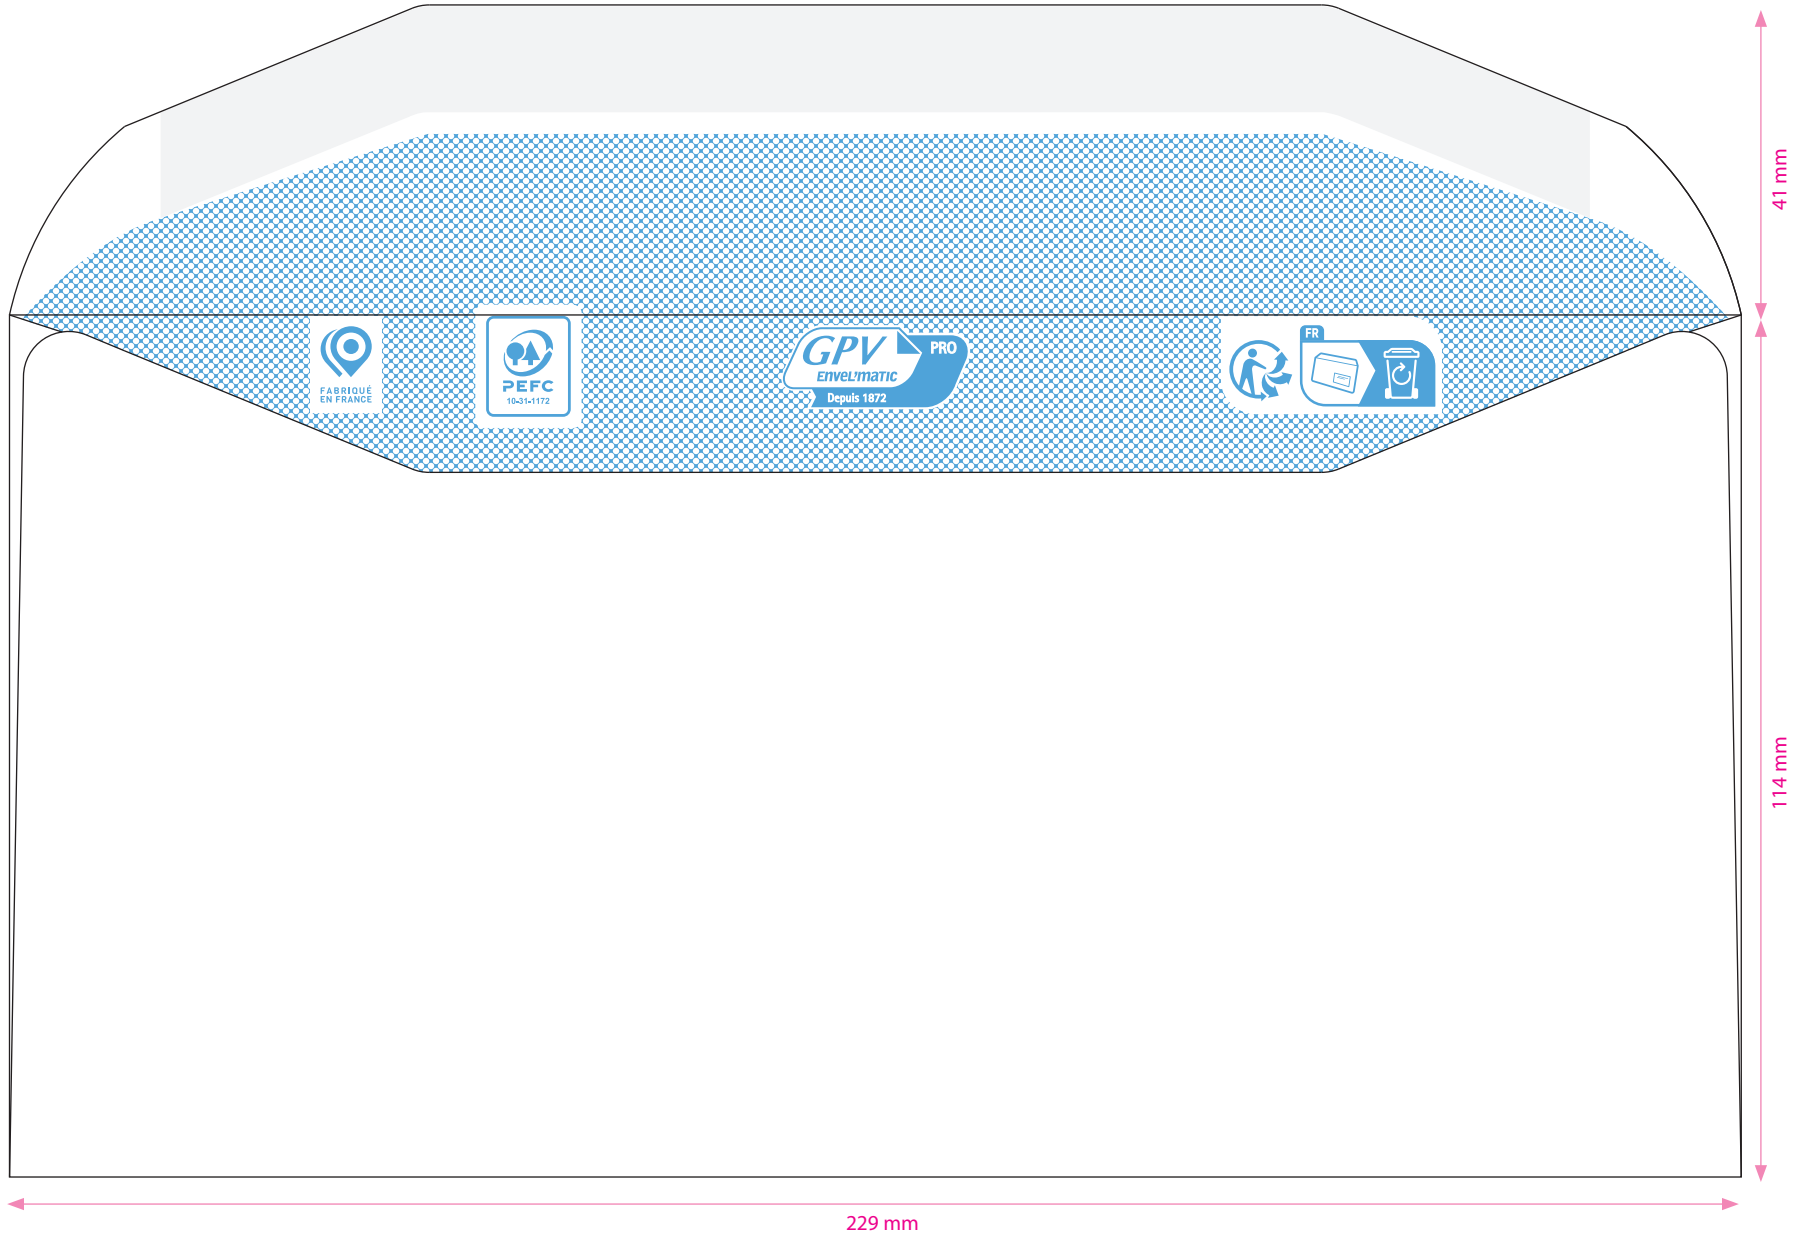 41 mm
FABRIQUÉ
EN FRANCE
PEFC
10-31-1172
GPV
PRO
ENVEL'MATIC
Depuis 1872
FR
114 mm
229 mm